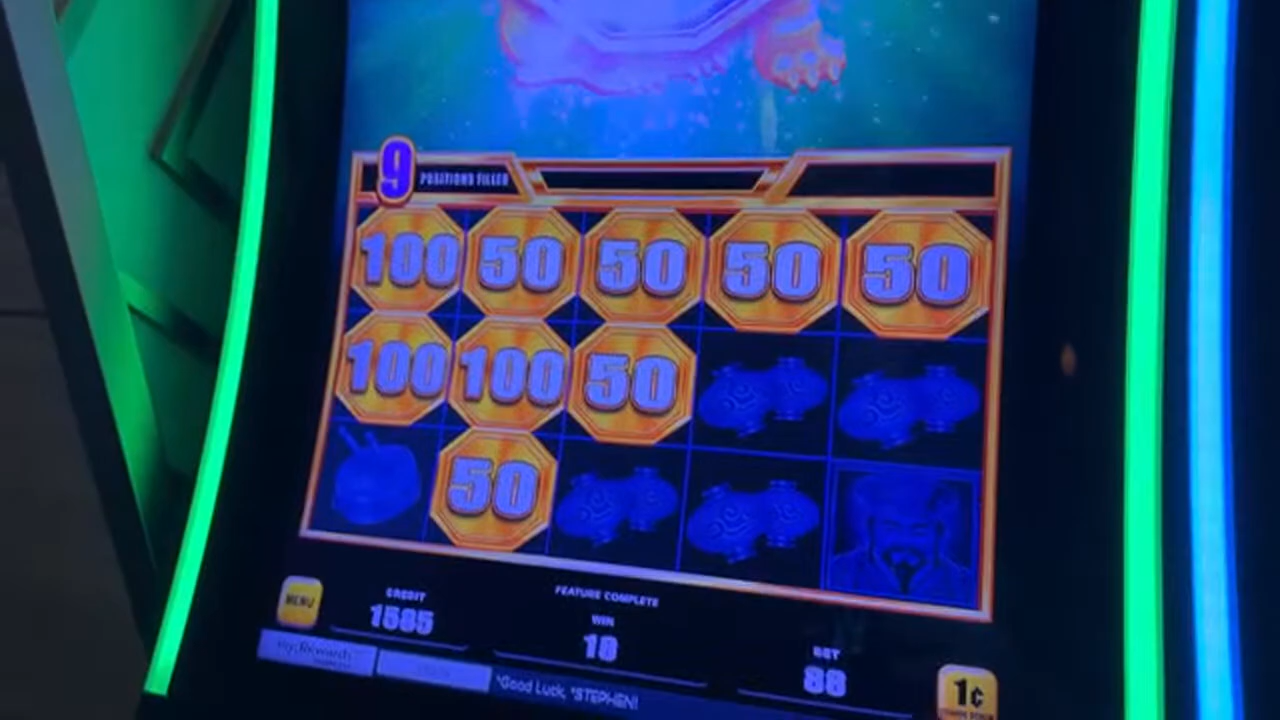 9 POSITIONS FILLED
100 50 50 50 50
100 100 50
50
MENU
CREDIT
1585
FEATURE COMPLETE
WIN
10
BET
88
1¢
myRewards
"Good Luck, "STEPHEN!